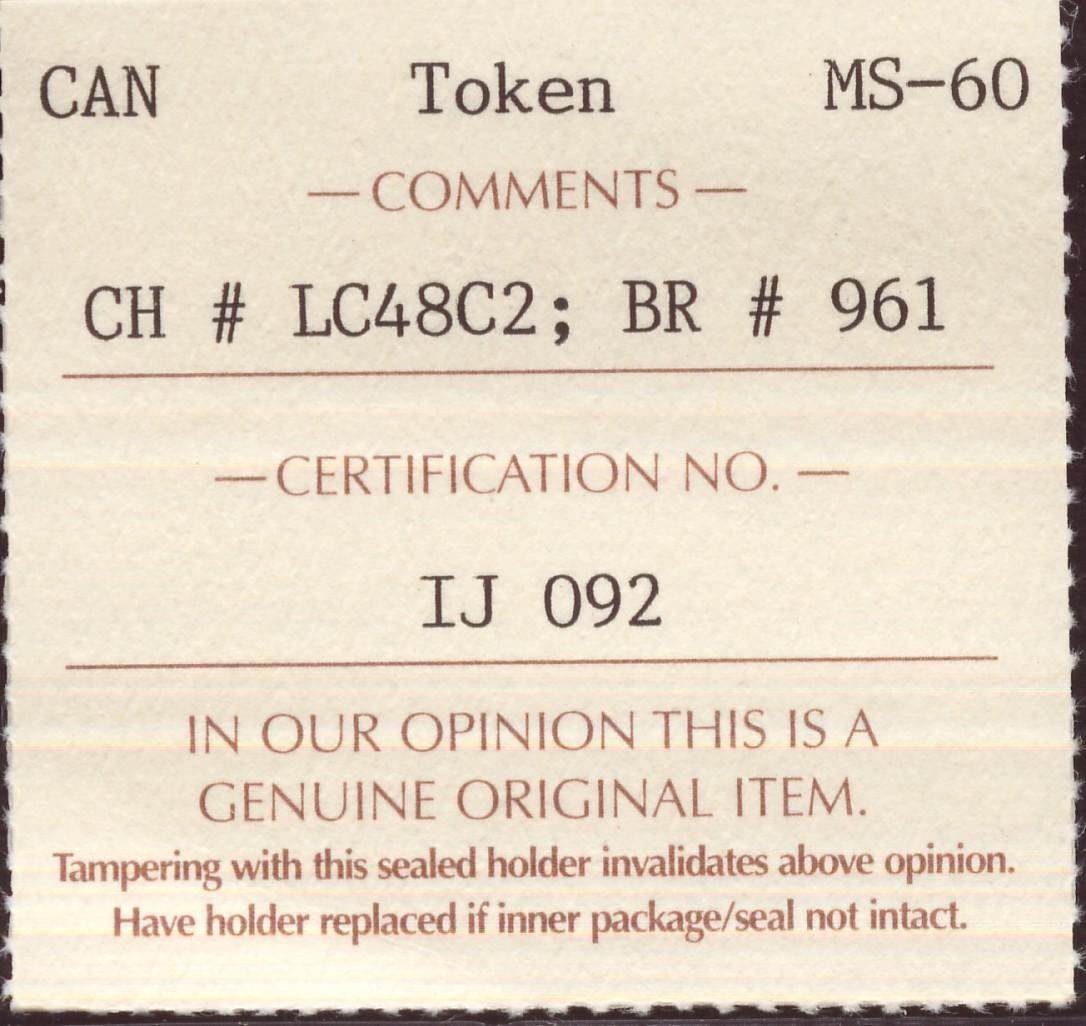 CAN Token MS-60
— COMMENTS —
CH # LC48C2; BR # 961
— CERTIFICATION NO. —
IJ 092
IN OUR OPINION THIS IS A
GENUINE ORIGINAL ITEM.
Tampering with this sealed holder invalidates above opinion.
Have holder replaced if inner package/seal not intact.